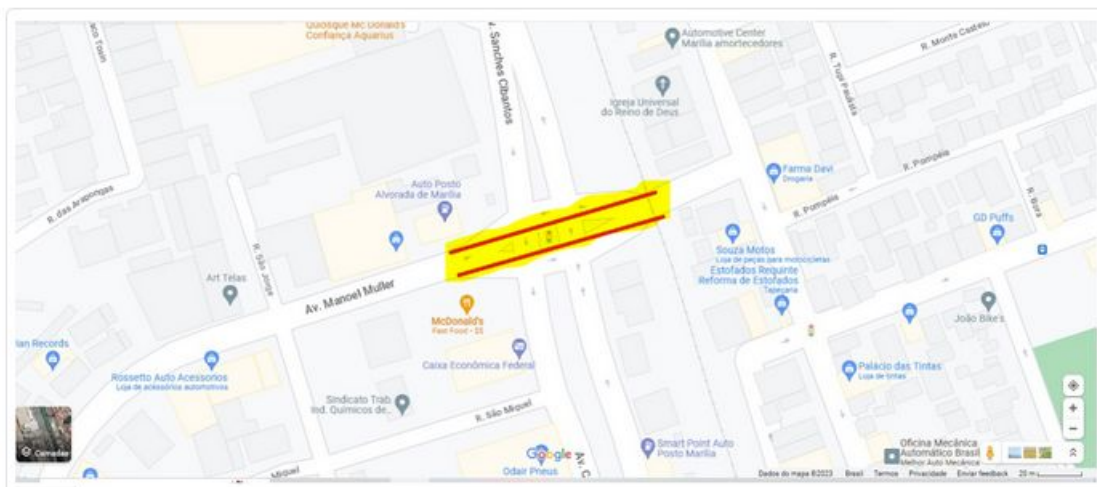 Quiosque Mc Donald's
Confiança Aquarius
Av. Sanches Cibantos
Automotive Center
Marília amortecedores
R. Monte Castelo
R. Tupi Paulista
Igreja Universal
do Reino de Deus
R. das Arapongas
Auto Posto
Alvorada de Marília
Farma Davi
Drogaria
R. Pompéia
R. Pompéia
R. Bora
GD Puffs
R. São Jorge
Art Telas
Av. Manoel Muller
Souza Motos
Loja de peças para motocicletas
Estofados Requinte
Reforma de Estofados
Tapeçaria
McDonald's
Fast Food - $$
João Bike's
ian Records
Caixa Econômica Federal
Rossetto Auto Acessorios
Loja de acessórios automotivos
Palácio das Tintas
Loja de tintas
Sindicato Trab
Ind. Químicos de...
R. São Miguel
Camadas
Smart Point Auto
Posto Marília
Oficina Mecânica
Automático Brasil
Melhor Auto Mecânica
Google
Odair Pneus
Miguel
Av. C
Dados do mapa ©2023 Brasil Termos Privacidade Enviar feedback 20 m